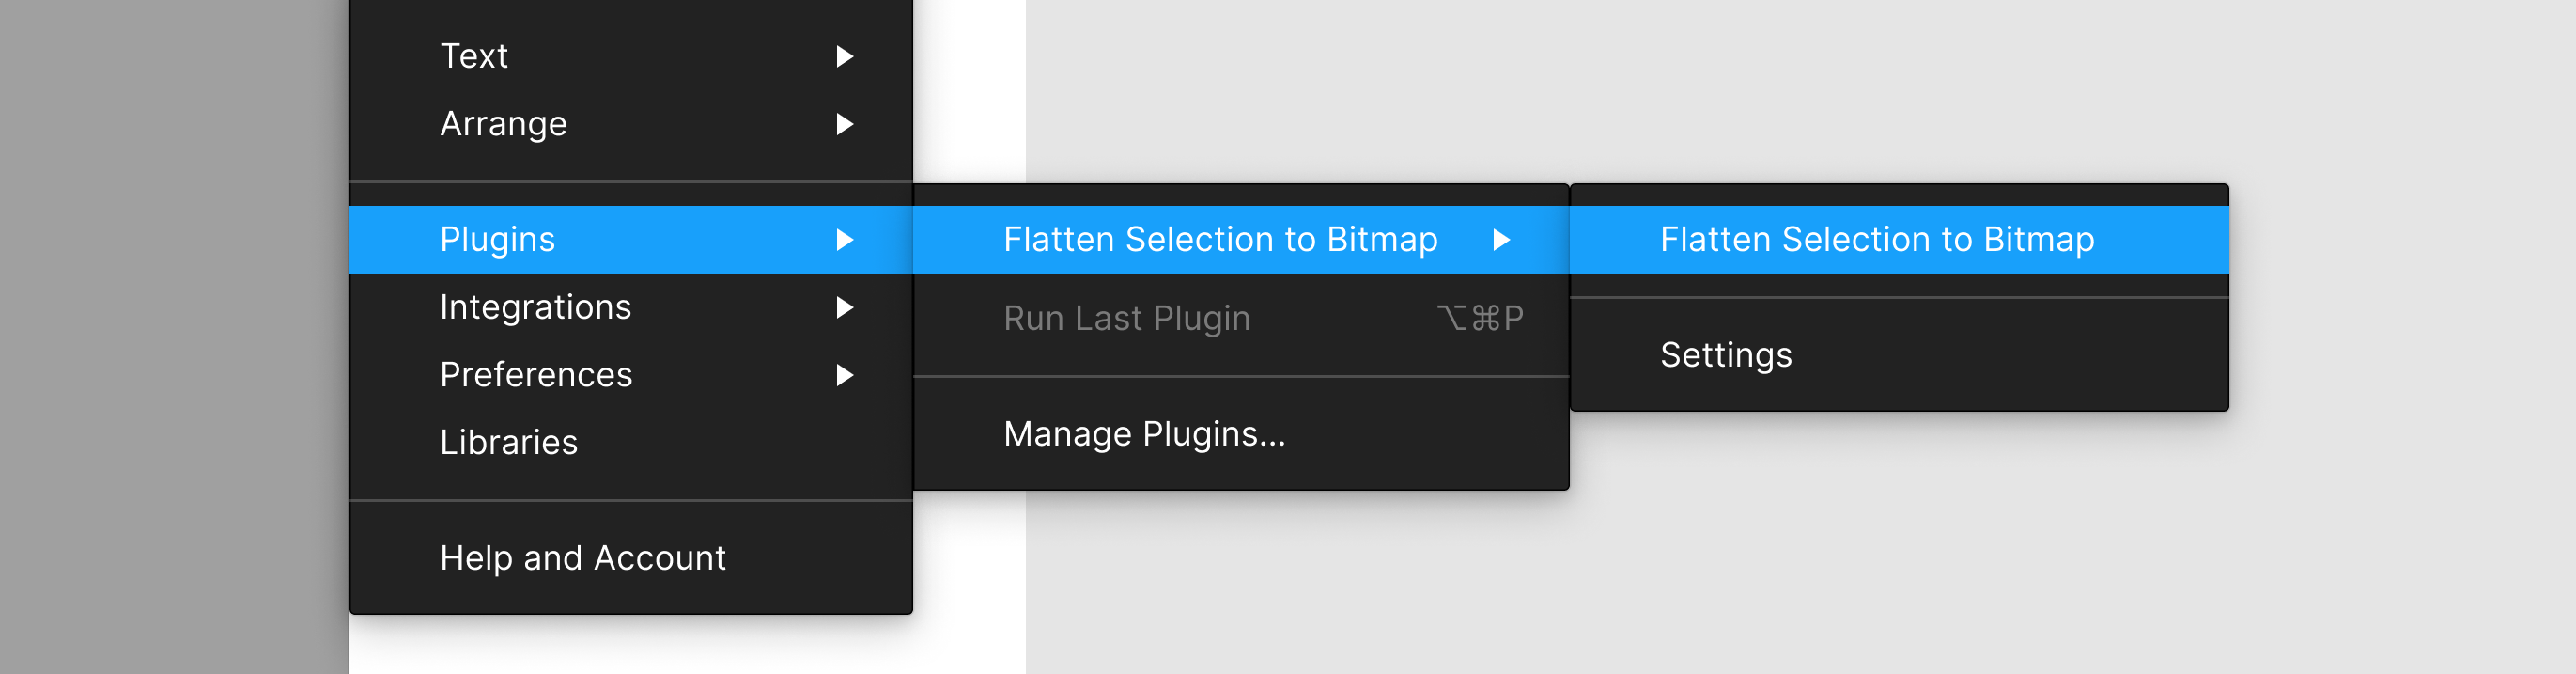 Text
Arrange
Plugins
Integrations
Preferences
Libraries
Help and Account
Flatten Selection to Bitmap
Run Last Plugin ⌥⌘P
Manage Plugins...
Flatten Selection to Bitmap
Settings